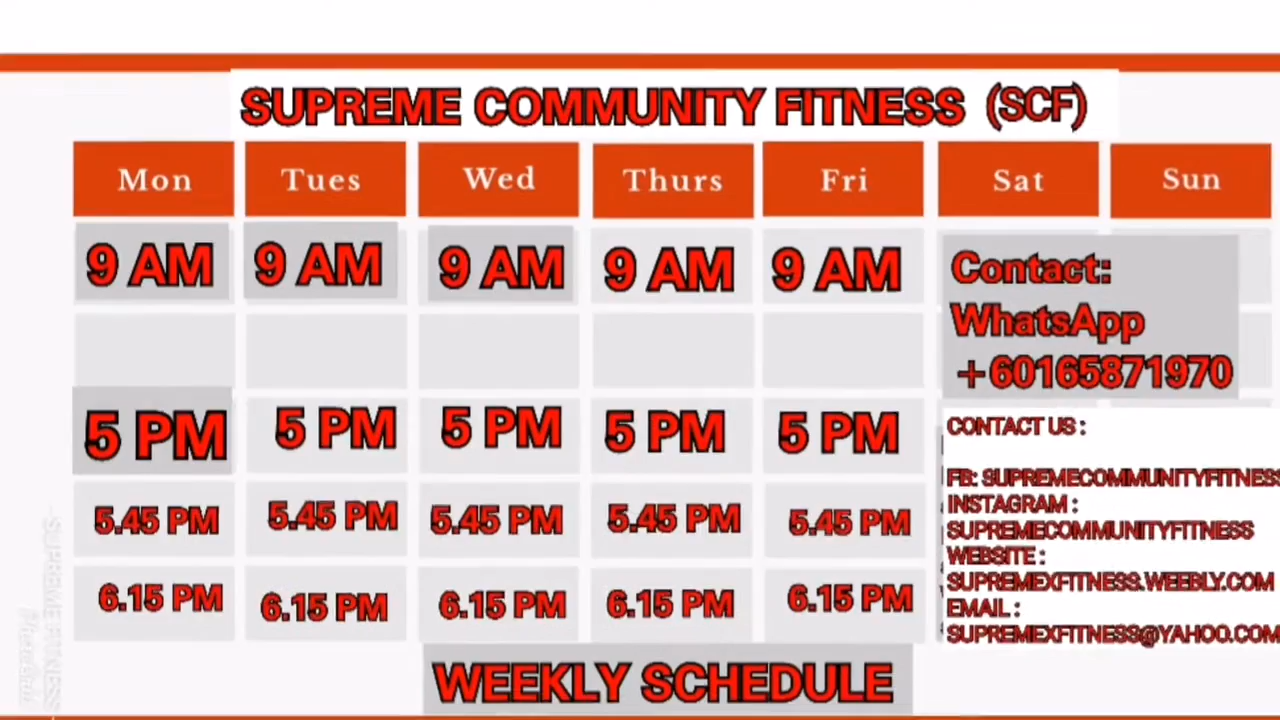 SUPREME COMMUNITY FITNESS (SCF)
Mon Tues Wed Thurs Fri Sat Sun
9 AM 9 AM 9 AM 9 AM 9 AM
Contact:
WhatsApp
+60165871970
5 PM 5 PM 5 PM 5 PM 5 PM
5.45 PM 5.45 PM 5.45 PM 5.45 PM 5.45 PM
6.15 PM 6.15 PM 6.15 PM 6.15 PM 6.15 PM
CONTACT US :
FB: SUPREMECOMMUNITYFITNESS
INSTAGRAM :
SUPREMECOMMUNITYFITNESS
WEBSITE :
SUPREMEXFITNESS.WEEBLY.COM
EMAIL :
SUPREMEXFITNESS@YAHOO.COM
WEEKLY SCHEDULE
SUPREME FITNESS